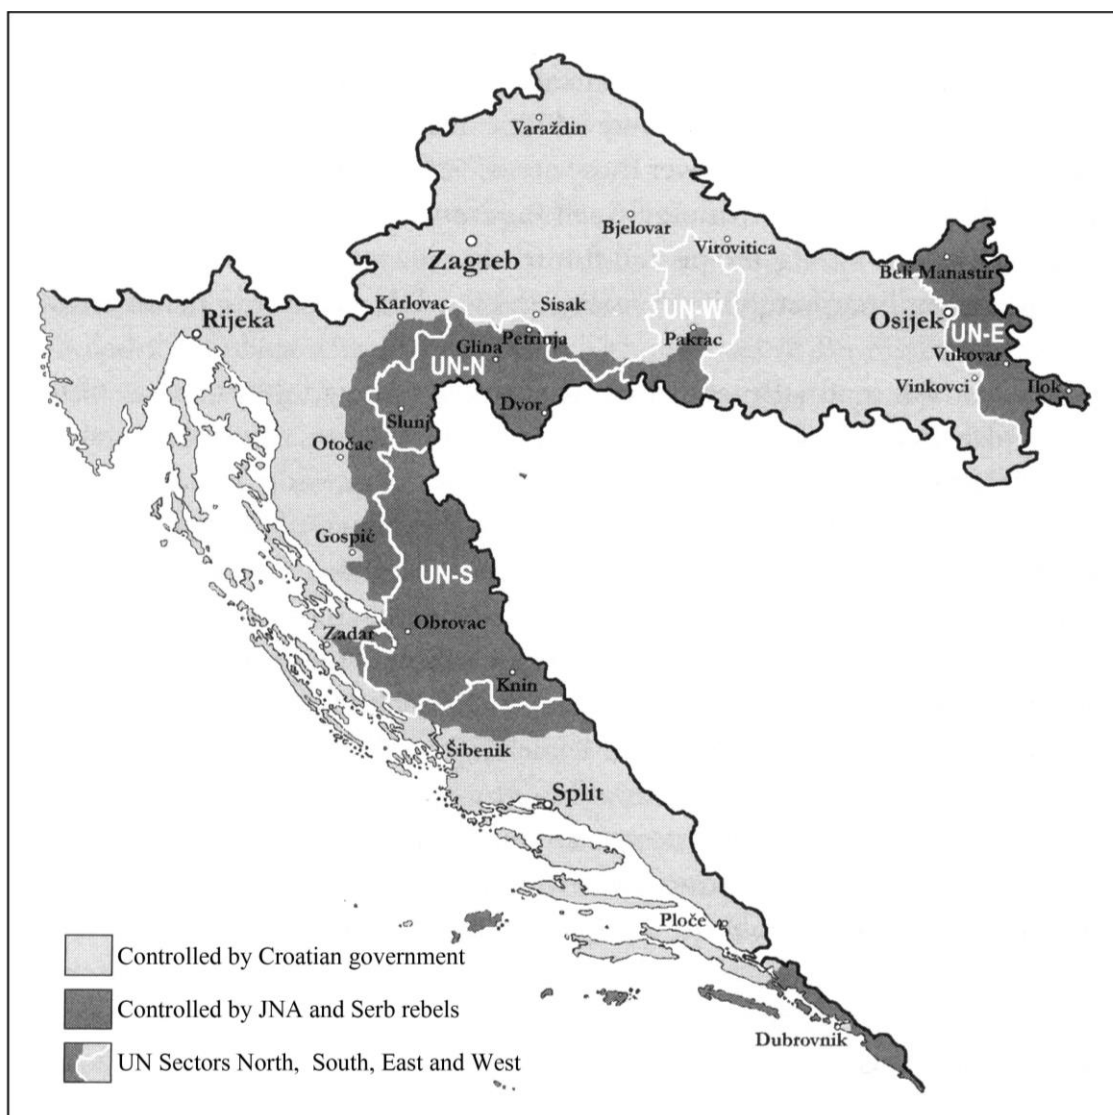 Varaždin
Bjelovar
Virovitica
Zagreb
Beli Manastir
Karlovac
Sisak
UN-W
Rijeka
Osijek
Petrinja
Pakrac
UN-E
Glina
UN-N
Vukovar
Vinkovci
Ilok
Dvor
Slunj
Otočac
Gospić
UN-S
Obrovac
Zadar
Knin
Šibenik
Split
Ploče
Controlled by Croatian government
Controlled by JNA and Serb rebels
Dubrovnik
UN Sectors North, South, East and West